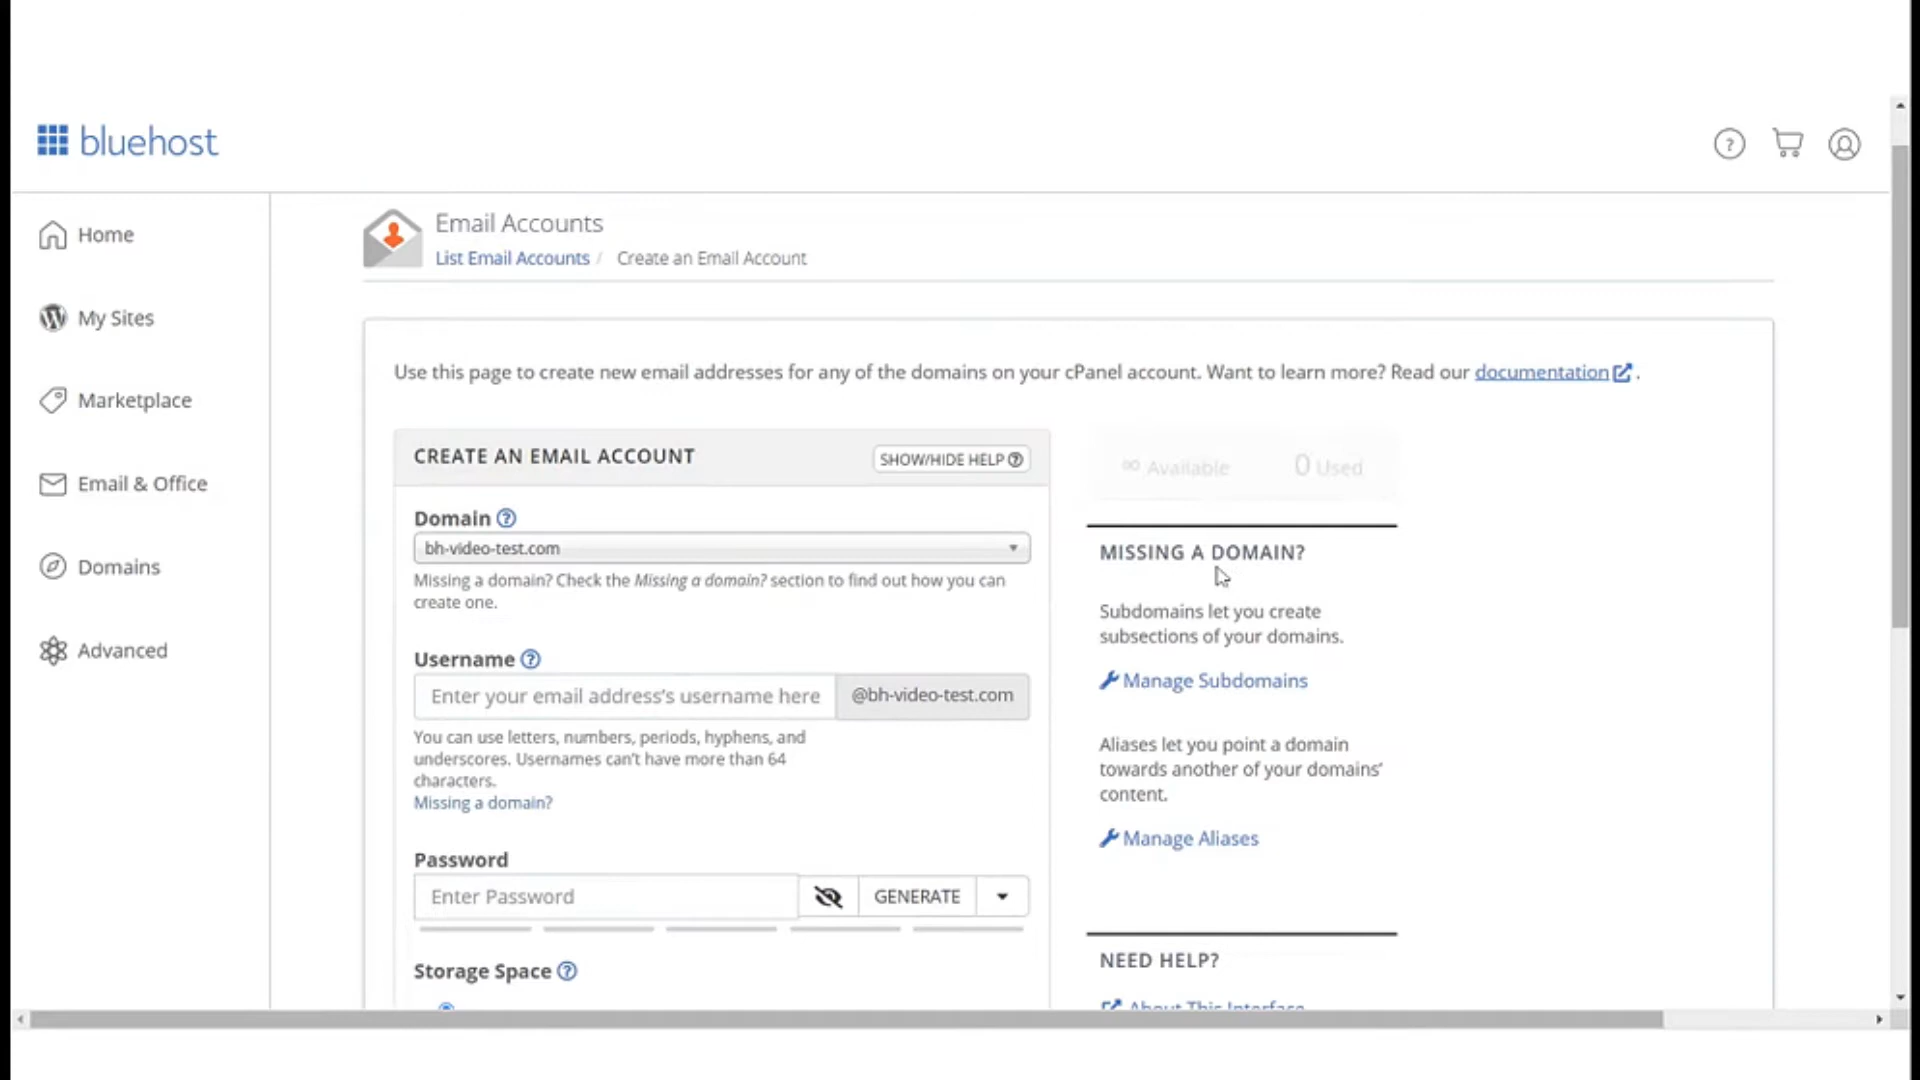 bluehost
Home
My Sites
Marketplace
Email & Office
Domains
Advanced
Email Accounts
List Email Accounts / Create an Email Account
Use this page to create new email addresses for any of the domains on your cPanel account. Want to learn more? Read our documentation .
CREATE AN EMAIL ACCOUNT
SHOW/HIDE HELP
Domain
bh-video-test.com
Missing a domain? Check the Missing a domain? section to find out how you can
create one.
Username
Enter your email address's username here @bh-video-test.com
You can use letters, numbers, periods, hyphens, and
underscores. Usernames can't have more than 64
characters.
Missing a domain?
Password
Enter Password GENERATE
Storage Space
∞ Available 0 Used
MISSING A DOMAIN?
Subdomains let you create
subsections of your domains.
Manage Subdomains
Aliases let you point a domain
towards another of your domains'
content.
Manage Aliases
NEED HELP?
About This Interface